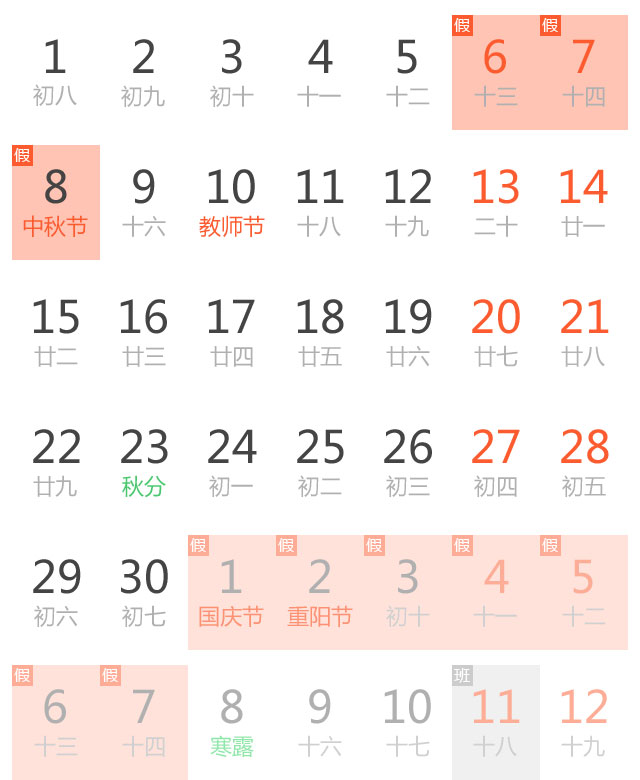 假 假
1 2 3 4 5 6 7
初八 初九 初十 十一 十二 十三 十四
假
8 9 10 11 12 13 14
中秋节 十六 教师节 十八 十九 二十 廿一
15 16 17 18 19 20 21
廿二 廿三 廿四 廿五 廿六 廿七 廿八
22 23 24 25 26 27 28
廿九 秋分 初一 初二 初三 初四 初五
假 假 假 假 假
29 30 1 2 3 4 5
初六 初七 国庆节 重阳节 初十 十一 十二
假 假 班
6 7 8 9 10 11 12
十三 十四 寒露 十六 十七 十八 十九